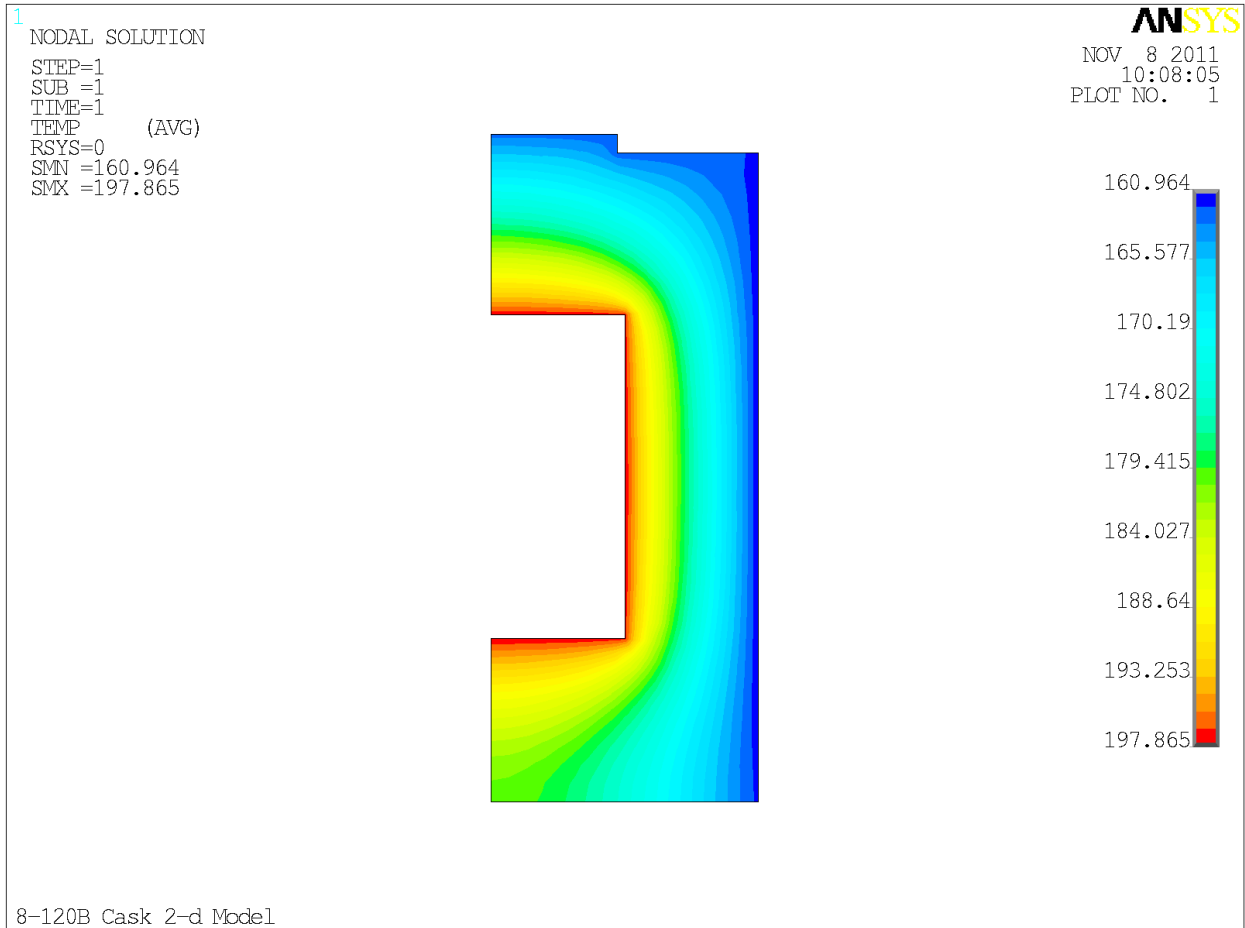 1
NODAL SOLUTION
STEP=1
SUB =1
TIME=1
TEMP (AVG)
RSYS=0
SMN =160.964
SMX =197.865
ANSYS
NOV 8 2011
10:08:05
PLOT NO. 1
160.964
165.577
170.19
174.802
179.415
184.027
188.64
193.253
197.865
8-120B Cask 2-d Model